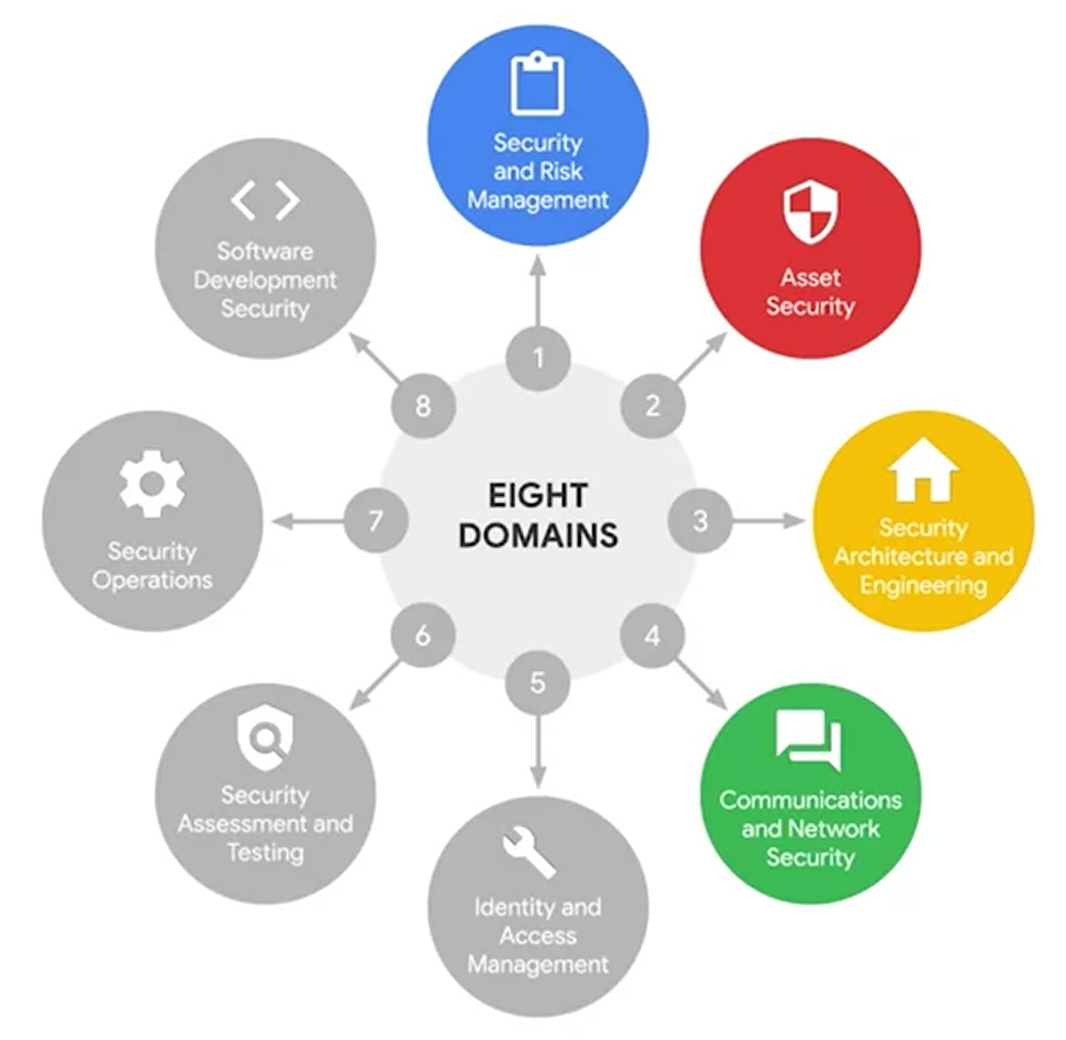 EIGHT
DOMAINS
1
Security
and Risk
Management
2
Asset
Security
3
Security
Architecture and
Engineering
4
Communications
and Network
Security
5
Identity and
Access
Management
6
Security
Assessment and
Testing
7
Security
Operations
8
Software
Development
Security